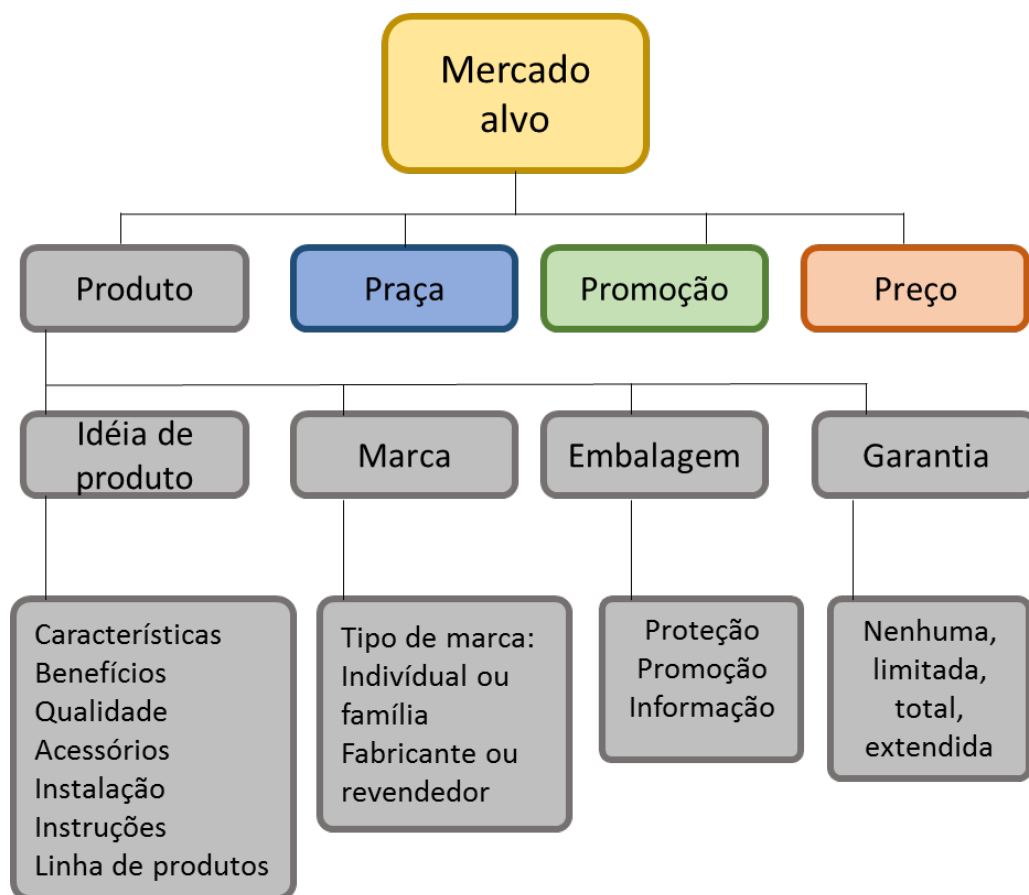 Mercado
alvo
Produto
Praça
Promoção
Preço
Idéia de
produto
Marca
Embalagem
Garantia
Características
Benefícios
Qualidade
Acessórios
Instalação
Instruções
Linha de produtos
Tipo de marca:
Indivídual ou
família
Fabricante ou
revendedor
Proteção
Promoção
Informação
Nenhuma,
limitada,
total,
extendida